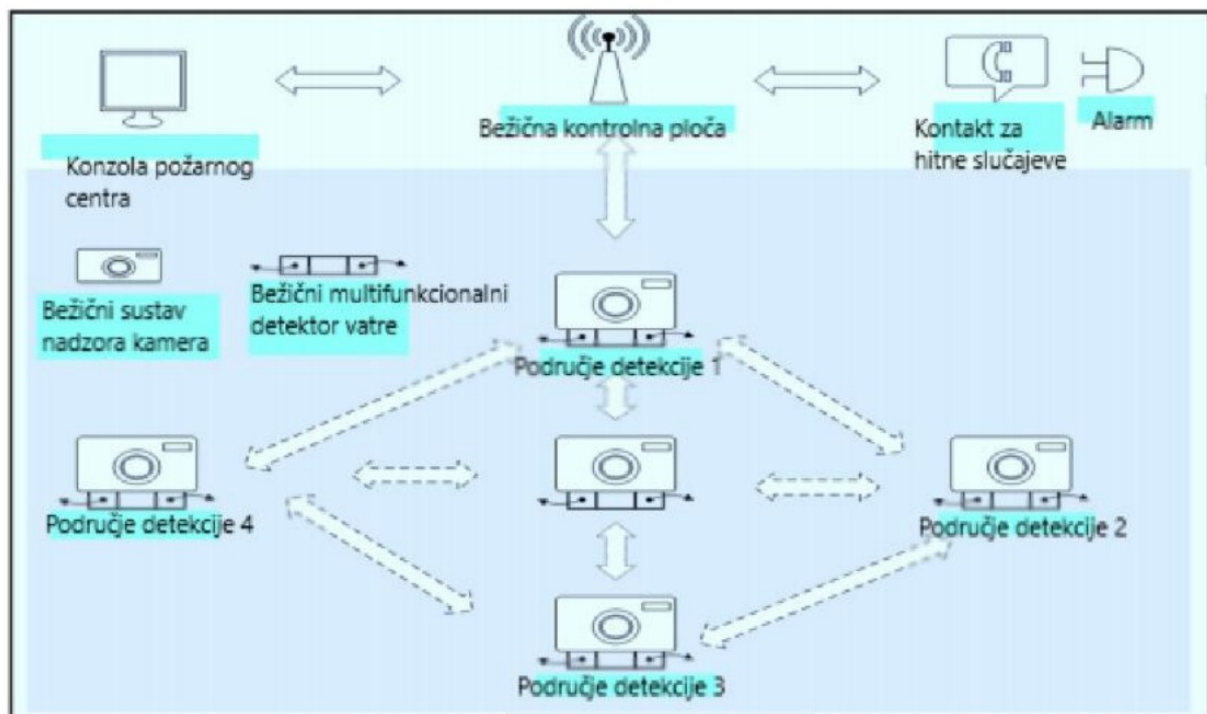 Bežična kontrolna ploča
Kontakt za
hitne slučajeve
Alarm
Konzola požarnog
centra
Bežični sustav
nadzora kamera
Bežični multifunkcionalni
detektor vatre
Područje detekcije 1
Područje detekcije 4
Područje detekcije 2
Područje detekcije 3